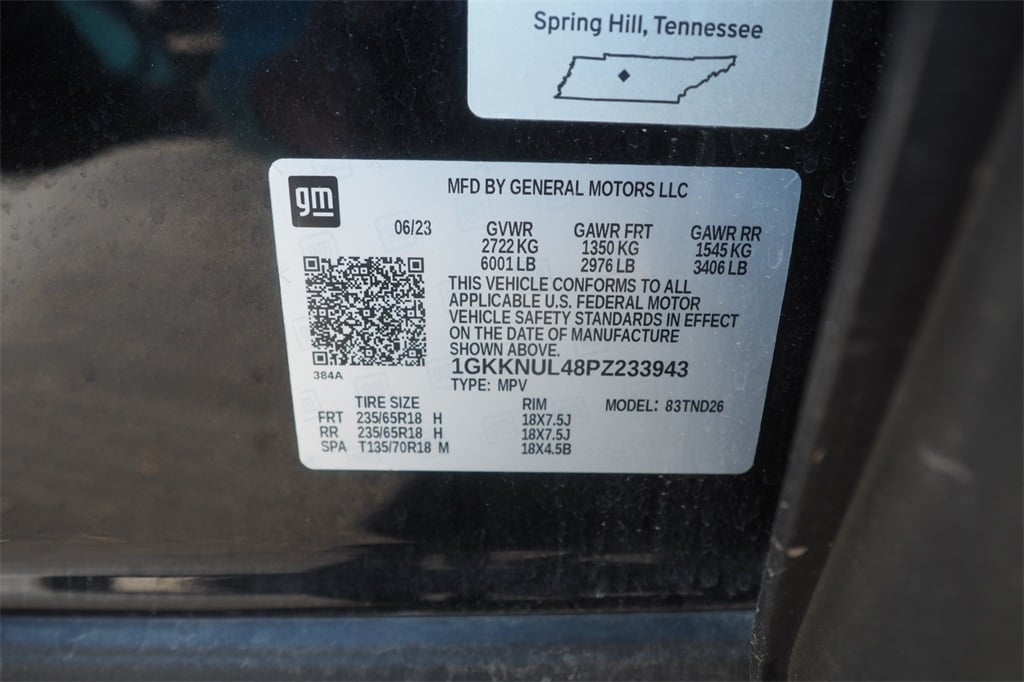 Spring Hill, Tennessee
gm
MFD BY GENERAL MOTORS LLC
06/23 GVWR GAWR FRT GAWR RR
2722 KG 1350 KG 1545 KG
6001 LB 2976 LB 3406 LB
THIS VEHICLE CONFORMS TO ALL
APPLICABLE U.S. FEDERAL MOTOR
VEHICLE SAFETY STANDARDS IN EFFECT
ON THE DATE OF MANUFACTURE
SHOWN ABOVE.
1GKKNUL48PZ233943
384A
TYPE: MPV
TIRE SIZE RIM MODEL: 83TND26
FRT 235/65R18 H 18X7.5J
RR 235/65R18 H 18X7.5J
SPA T135/70R18 M 18X4.5B